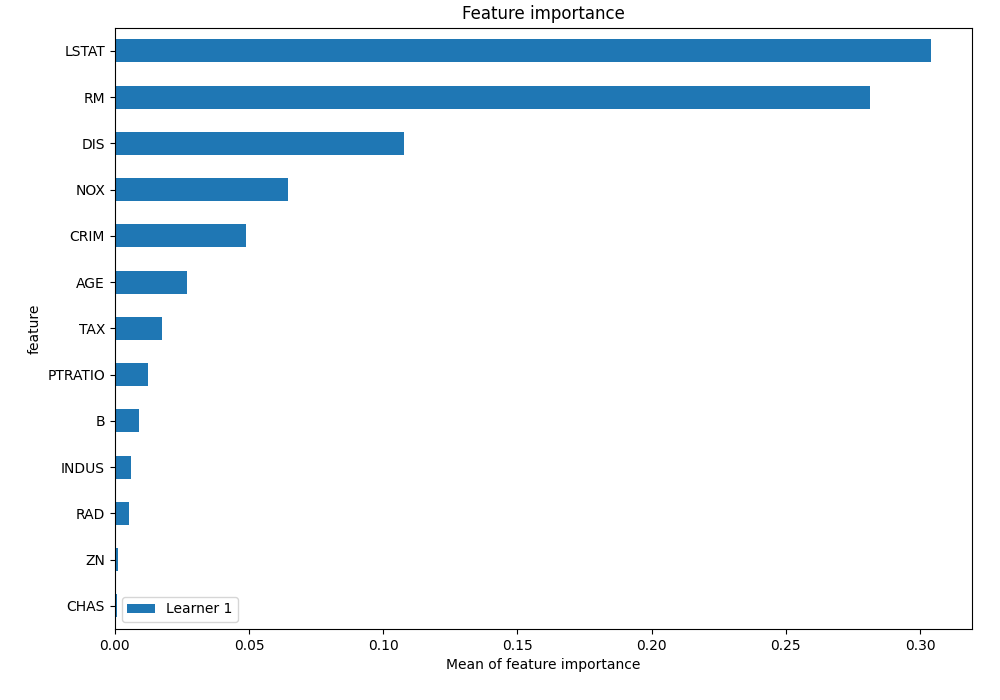 Feature importance
LSTAT
RM
DIS
NOX
CRIM
AGE
TAX
PTRATIO
B
INDUS
RAD
ZN
CHAS
feature
Learner 1
0.00 0.05 0.10 0.15 0.20 0.25 0.30
Mean of feature importance